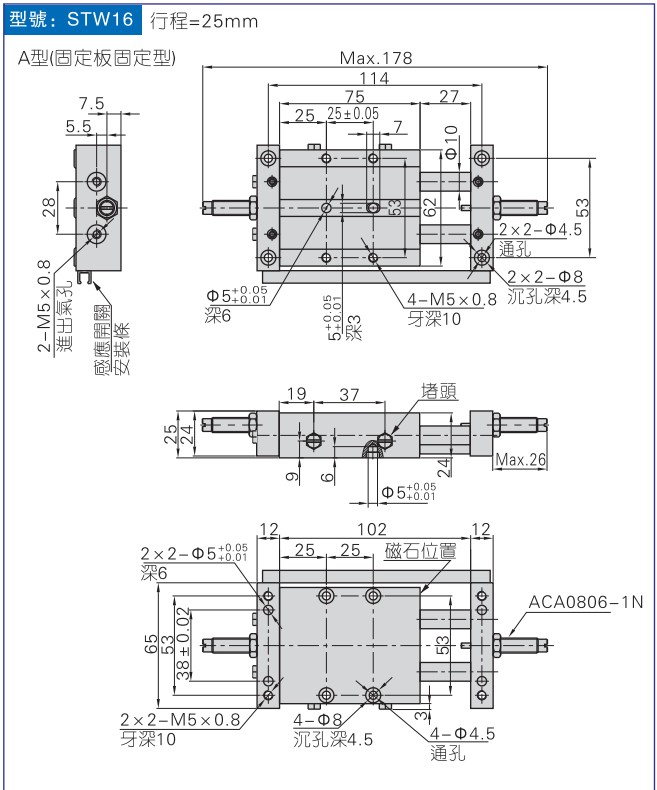 型號：STW16 行程=25mm
A型(固定板固定型)
Max.178
114
75
27
25
25±0.05
7
Φ10
7.5
5.5
28
53
62
53
2×2-Φ4.5
通孔
2×2-Φ8
沉孔深4.5
4-M5×0.8
牙深10
Φ5+0.05
+0.01
深6
5+0.05
+0.01
深3
2-M5×0.8
進出氣孔
感應開關
安裝條
19
37
堵頭
25
24
9
6
24
Max.26
Φ5+0.05
+0.01
12
102
12
25
25
磁石位置
2×2-Φ5+0.05
+0.01
深6
ACA0806-1N
65
53
38±0.02
53
3
2×2-M5×0.8
牙深10
4-Φ8
沉孔深4.5
4-Φ4.5
通孔